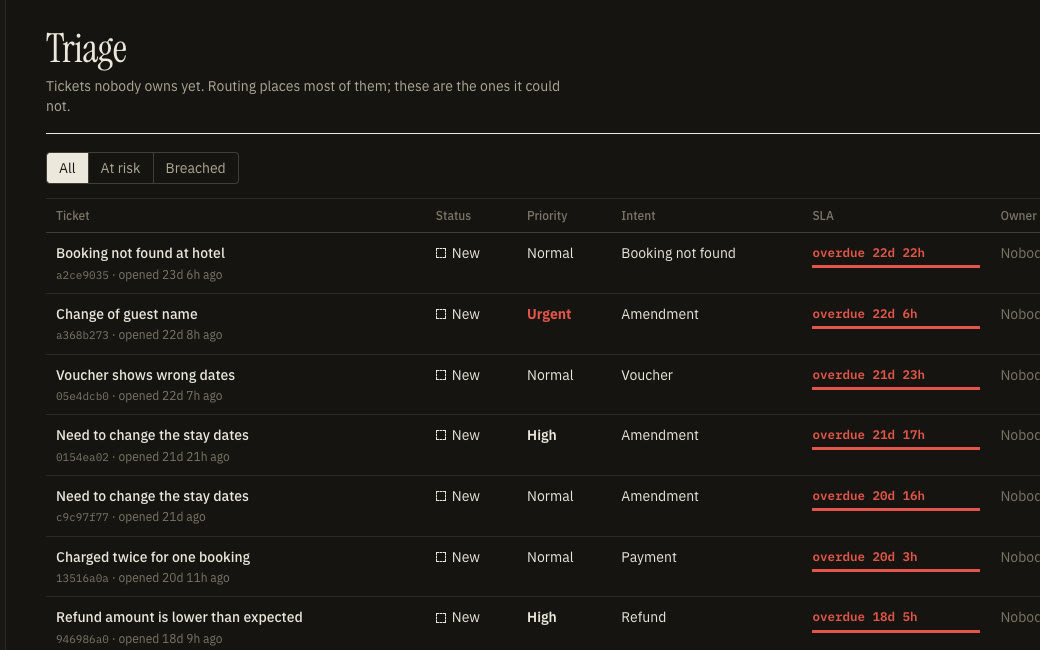 Triage
Tickets nobody owns yet. Routing places most of them; these are the ones it could
not.
All At risk Breached
Ticket Status Priority Intent SLA Owner
Booking not found at hotel New Normal Booking not found overdue 22d 22h
a2ce9035 · opened 23d 6h ago
Change of guest name New Urgent Amendment overdue 22d 6h
a368b273 · opened 22d 8h ago
Voucher shows wrong dates New Normal Voucher overdue 21d 23h
05e4dcb0 · opened 22d 7h ago
Need to change the stay dates New High Amendment overdue 21d 17h
0154ea02 · opened 21d 21h ago
Need to change the stay dates New Normal Amendment overdue 20d 16h
c9c97f77 · opened 21d ago
Charged twice for one booking New Normal Payment overdue 20d 3h
13516a0a · opened 20d 11h ago
Refund amount is lower than expected New High Refund overdue 18d 5h
946986a0 · opened 18d 9h ago